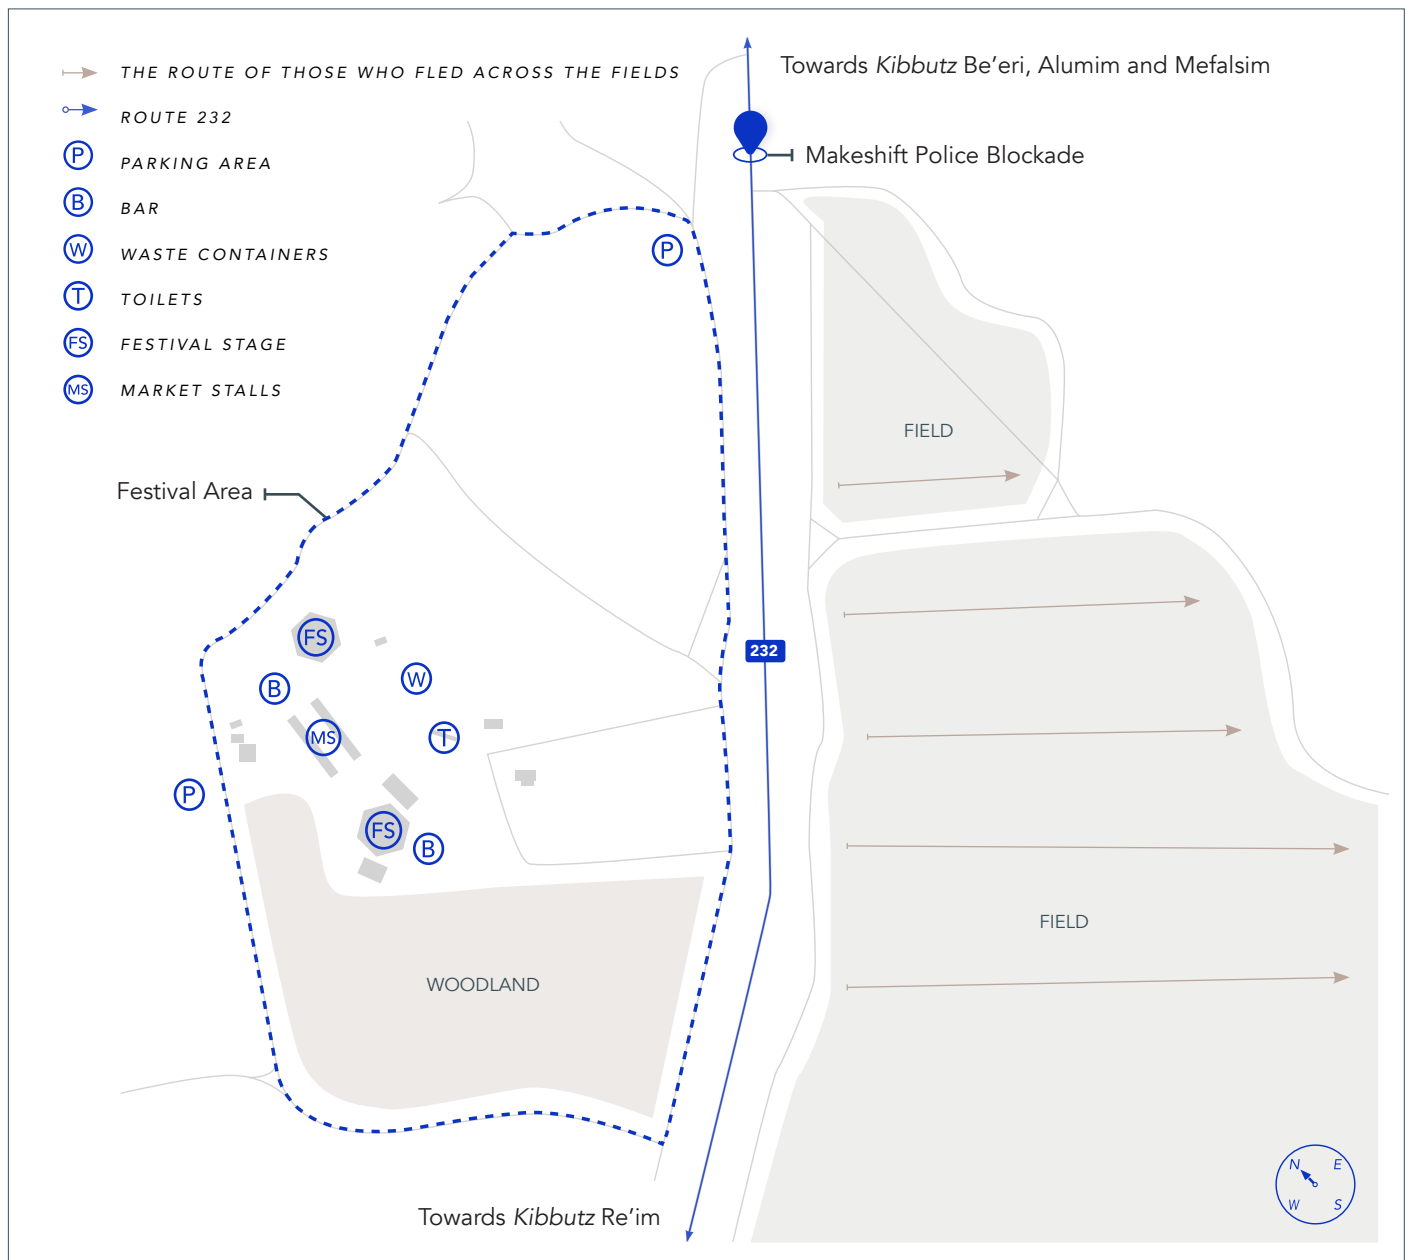 THE ROUTE OF THOSE WHO FLED ACROSS THE FIELDS
ROUTE 232
P PARKING AREA
B BAR
W WASTE CONTAINERS
T TOILETS
FS FESTIVAL STAGE
MS MARKET STALLS
Towards Kibbutz Be’eri, Alumim and Mefalsim
Makeshift Police Blockade
P
FIELD
Festival Area
FS
232
W
B
MS
T
P
FS
B
FIELD
WOODLAND
N E
W S
Towards Kibbutz Re’im